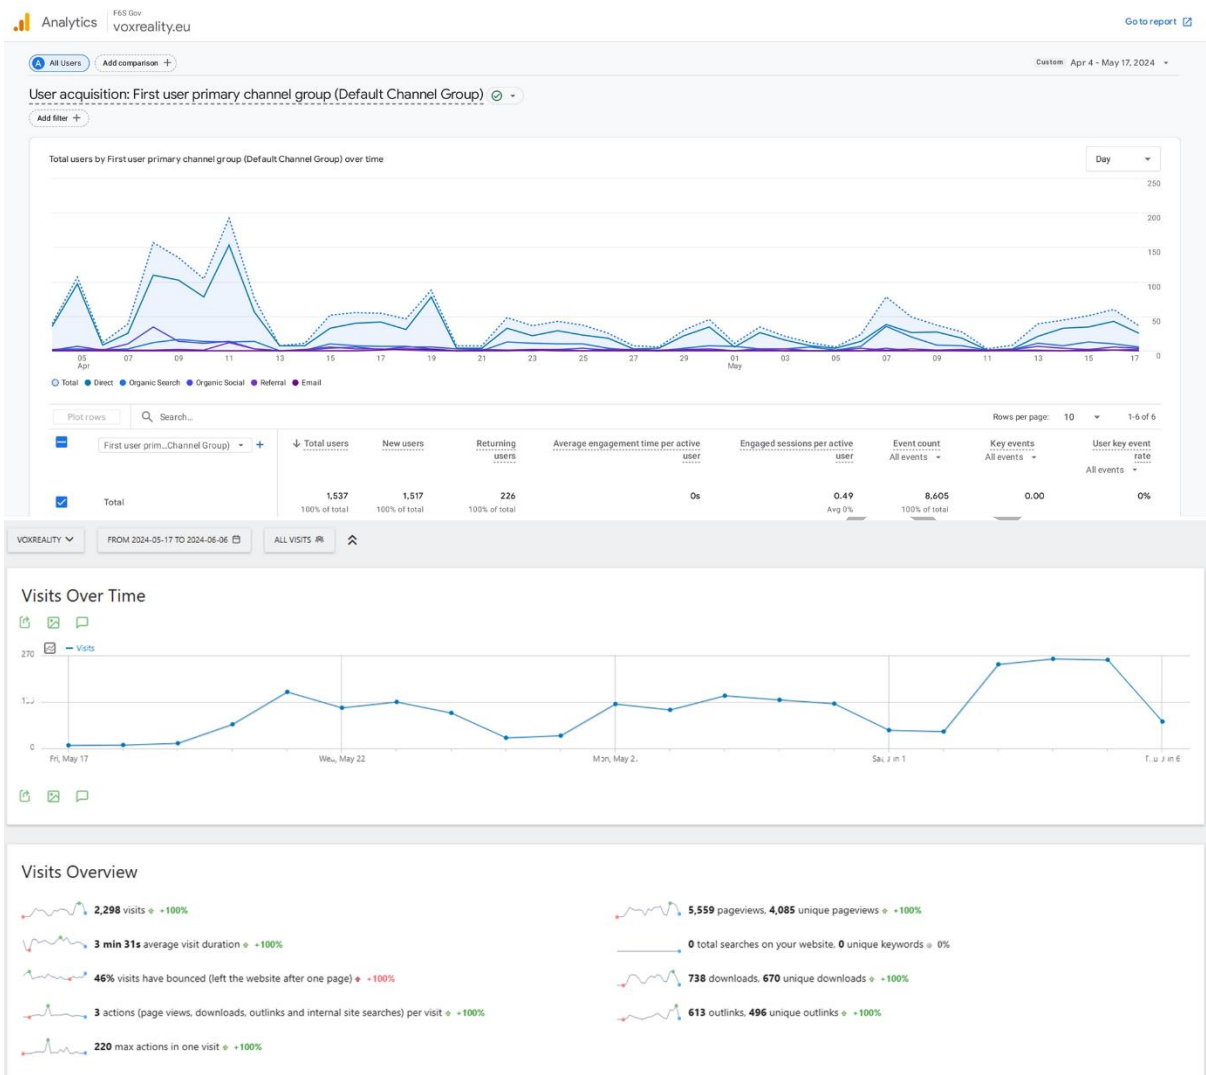 F6S Gov
Analytics voxreality.eu
Go to report
A All Users Add comparison +
Custom Apr 4 - May 17, 2024
User acquisition: First user primary channel group (Default Channel Group)
Add filter +
Total users by First user primary channel group (Default Channel Group) over time
Day
250
200
150
100
50
0
05 07 09 11 13 15 17 19 21 23 25 27 29 01 03 05 07 09 11 13 15 17
Apr May
Total Direct Organic Search Organic Social Referral Email
Plot rows Search... Rows per page: 10 1-6 of 6
First user prim...Channel Group) + ↓ Total users New users Returning users Average engagement time per active user Engaged sessions per active user Event count All events Key events All events User key event rate All events
Total 1,537 1,517 226 0s 0.49 8,605 0.00 0%
100% of total 100% of total 100% of total Avg 0% 100% of total
VOXREALITY FROM 2024-05-17 TO 2024-06-06 ALL VISITS
Visits Over Time
Visits
270
0
Fri, May 17 May 22 May Thu Jun 6
Visits Overview
2,298 visits +100%
5,559 pageviews, 4,085 unique pageviews +100%
3 min 31s average visit duration +100%
0 total searches on your website, 0 unique keywords 0%
46% visits have bounced (left the website after one page) +100%
738 downloads, 670 unique downloads +100%
3 actions (page views, downloads, outlinks and internal site searches) per visit +100%
613 outlinks, 496 unique outlinks +100%
220 max actions in one visit +100%